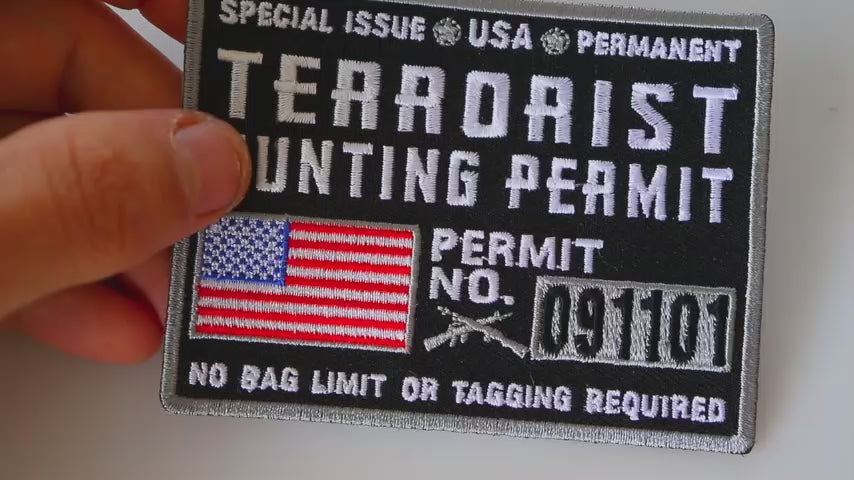 SPECIAL ISSUE USA PERMANENT
TERRORIST
UNTING PERMIT
PERMIT
NO. 091101
NO BAG LIMIT OR TAGGING REQUIRED